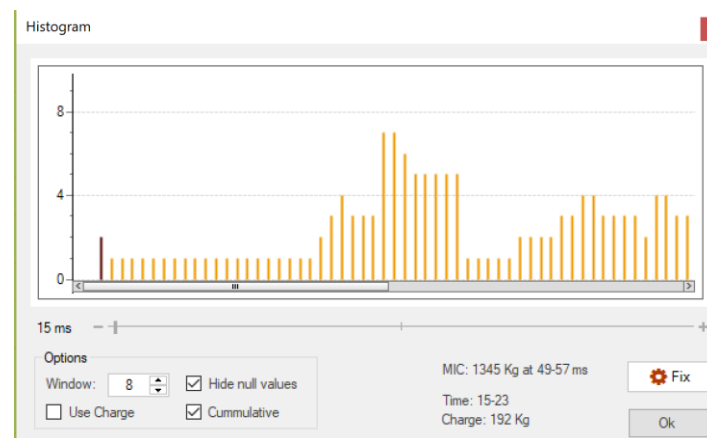 Histogram
8
4
0
15 ms
Options
Window: 8 Hide null values
Use Charge Cummulative
MIC: 1345 Kg at 49-57 ms
Time: 15-23
Charge: 192 Kg
Fix
Ok